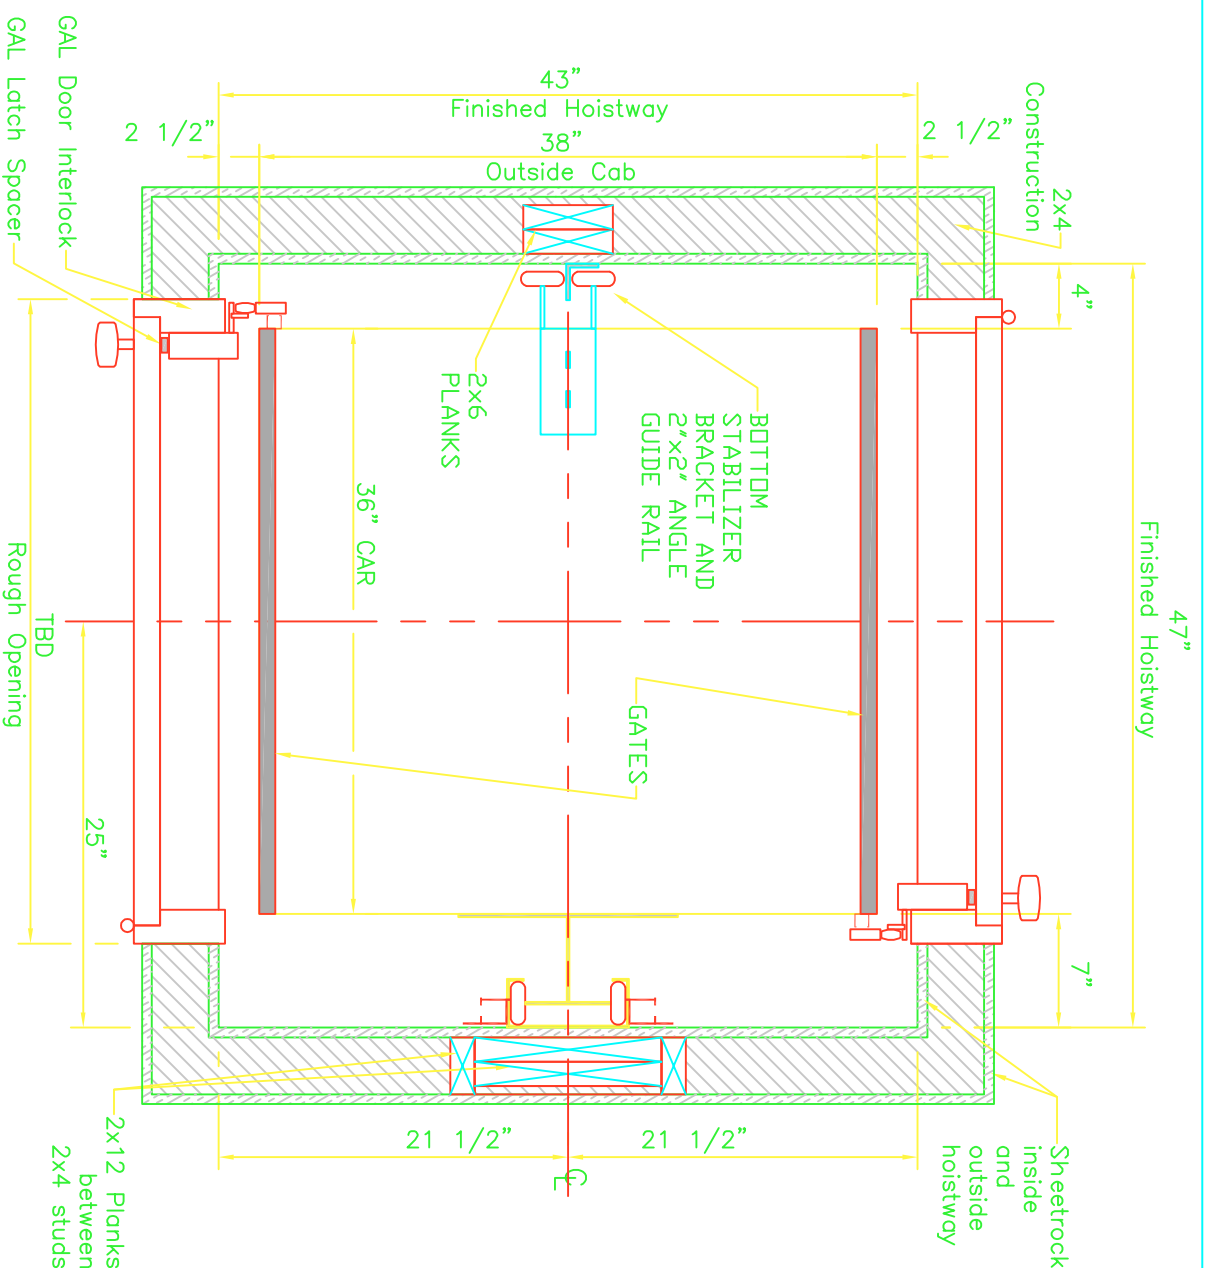 43”
Finished Hoistway
38”
Outside Cab
2 1/2”
2 1/2”
2x4
Construction
GAL Door Interlock
GAL Latch Spacer
4”
2x6
PLANKS
BOTTOM
STABILIZER
BRACKET AND
2"x2" ANGLE
GUIDE RAIL
36” CAR
47”
Finished Hoistway
TBD
Rough Opening
GATES
25”
7”
21 1/2”
21 1/2”
CL
2x12 Planks
between
2x4 studs
Sheetrock
inside
and
outside
hoistway